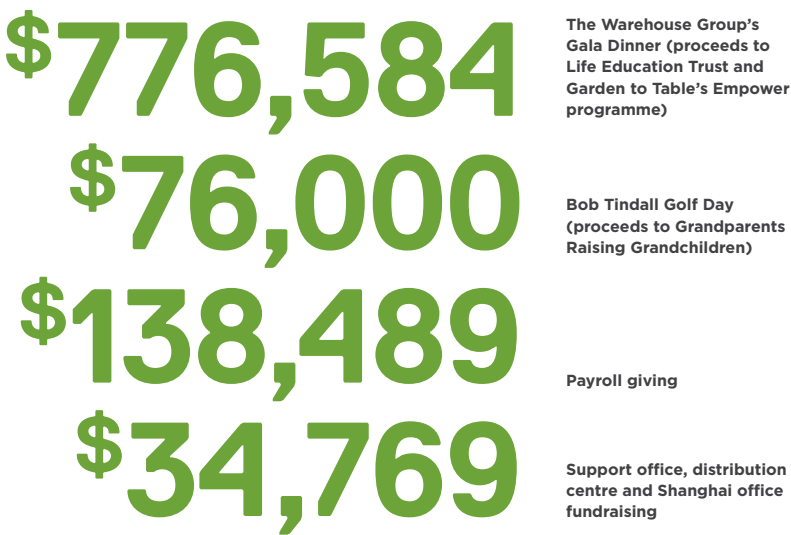 $776,584
The Warehouse Group’s
Gala Dinner (proceeds to
Life Education Trust and
Garden to Table’s Empower
programme)
$76,000
Bob Tindall Golf Day
(proceeds to Grandparents
Raising Grandchildren)
$138,489
Payroll giving
$34,769
Support office, distribution
centre and Shanghai office
fundraising